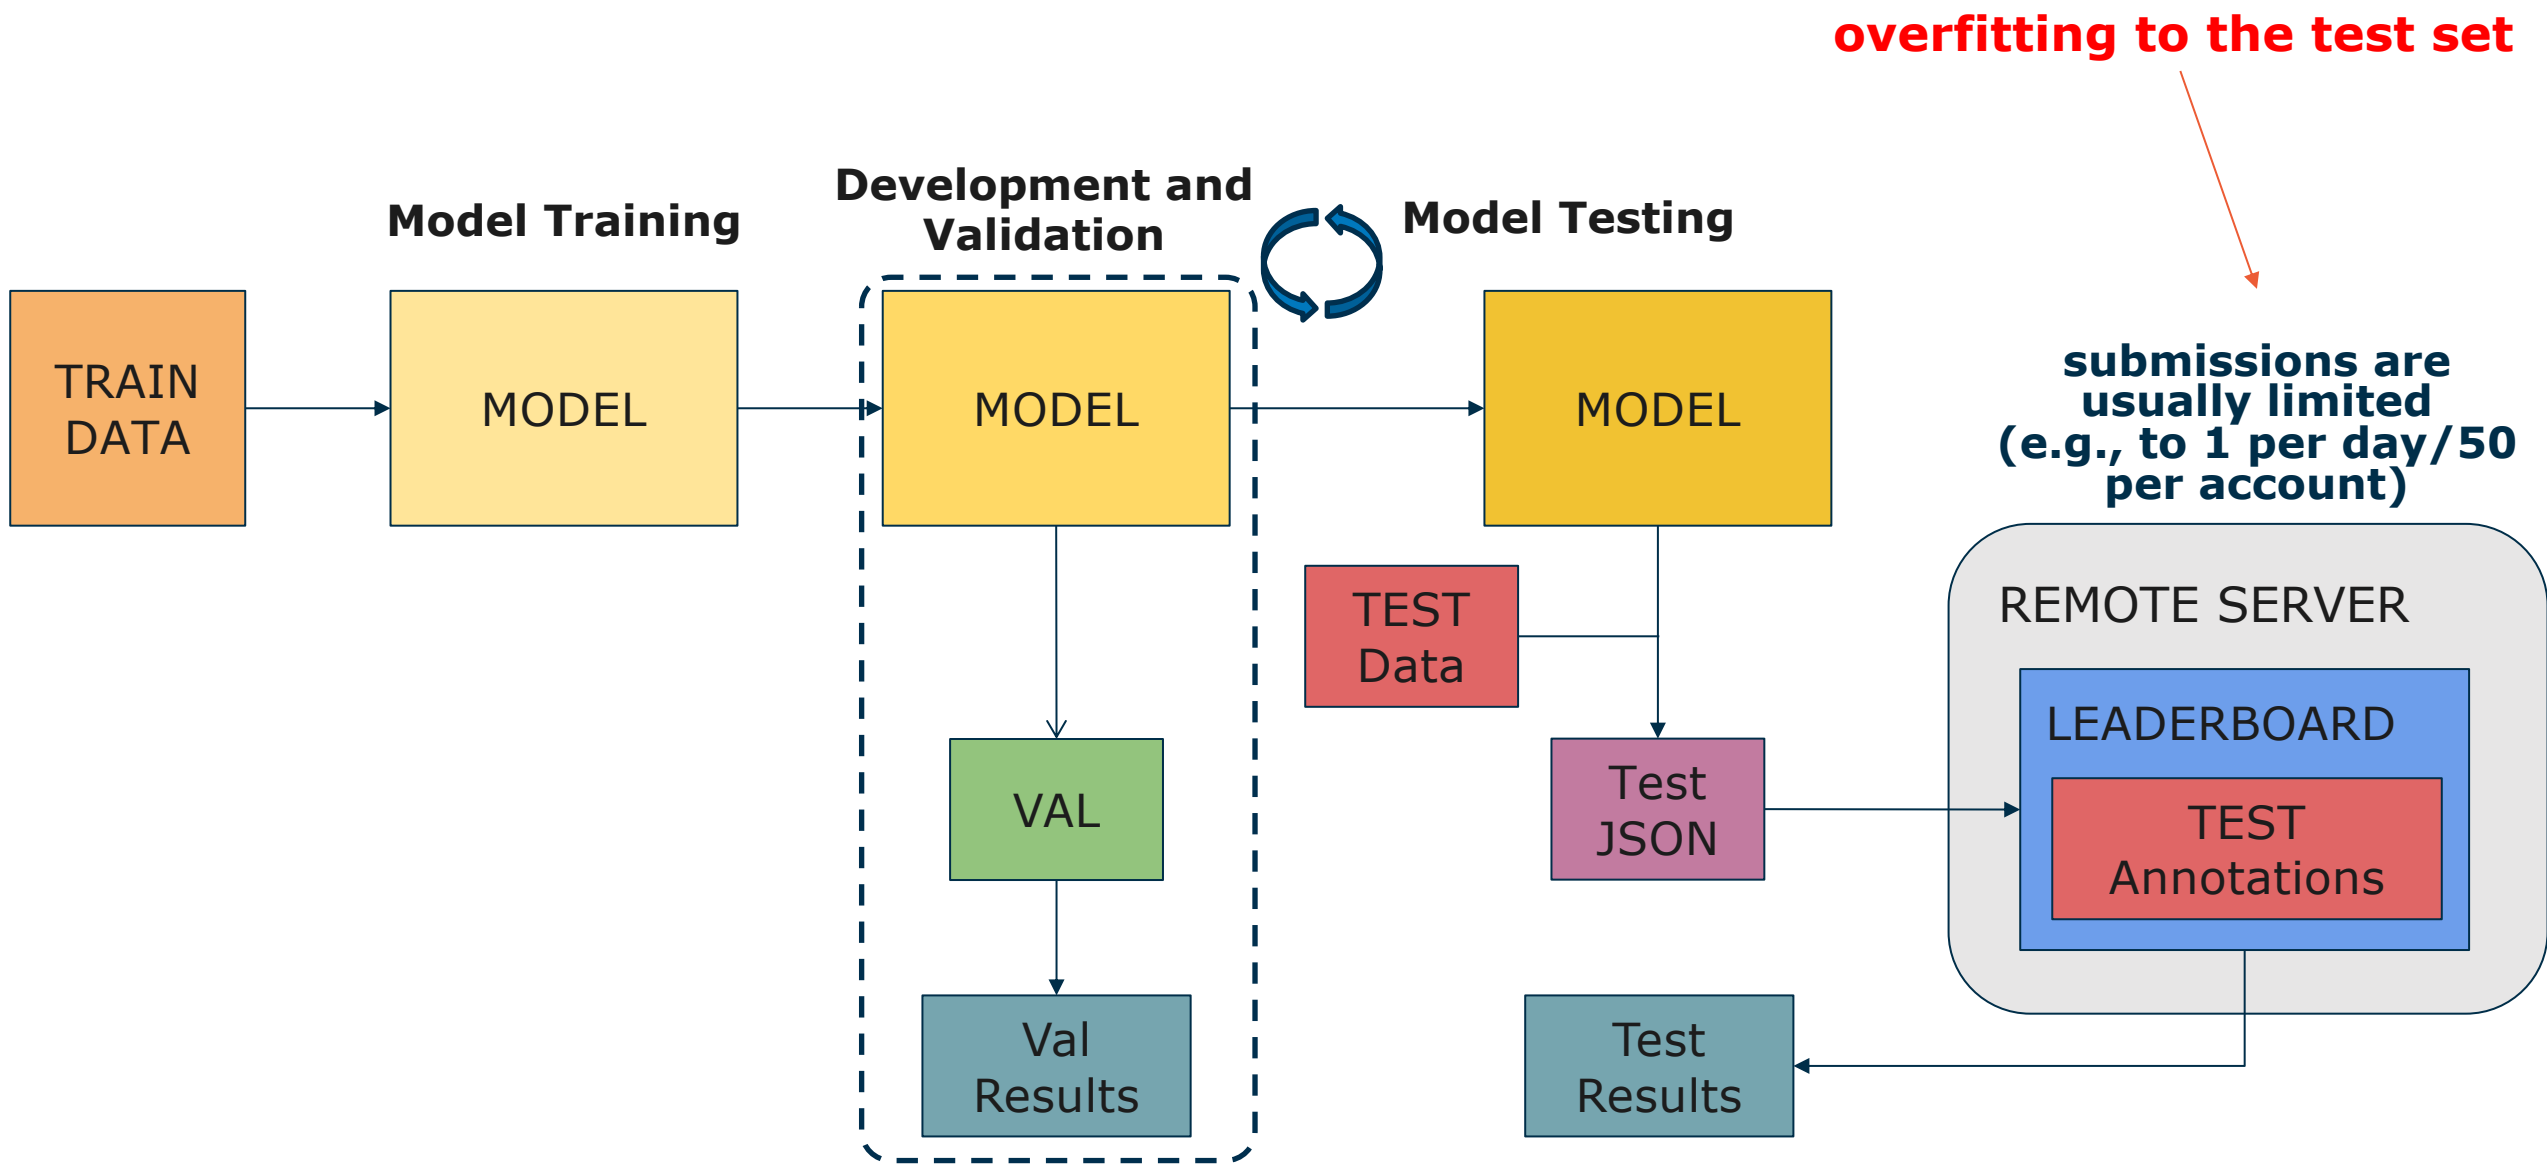 overfitting to the test set
Model Training
Development and
Validation
Model Testing
TRAIN
DATA
MODEL
MODEL
MODEL
submissions are
usually limited
(e.g., to 1 per day/50
per account)
TEST
Data
REMOTE SERVER
LEADERBOARD
VAL
Test
JSON
TEST
Annotations
Val
Results
Test
Results